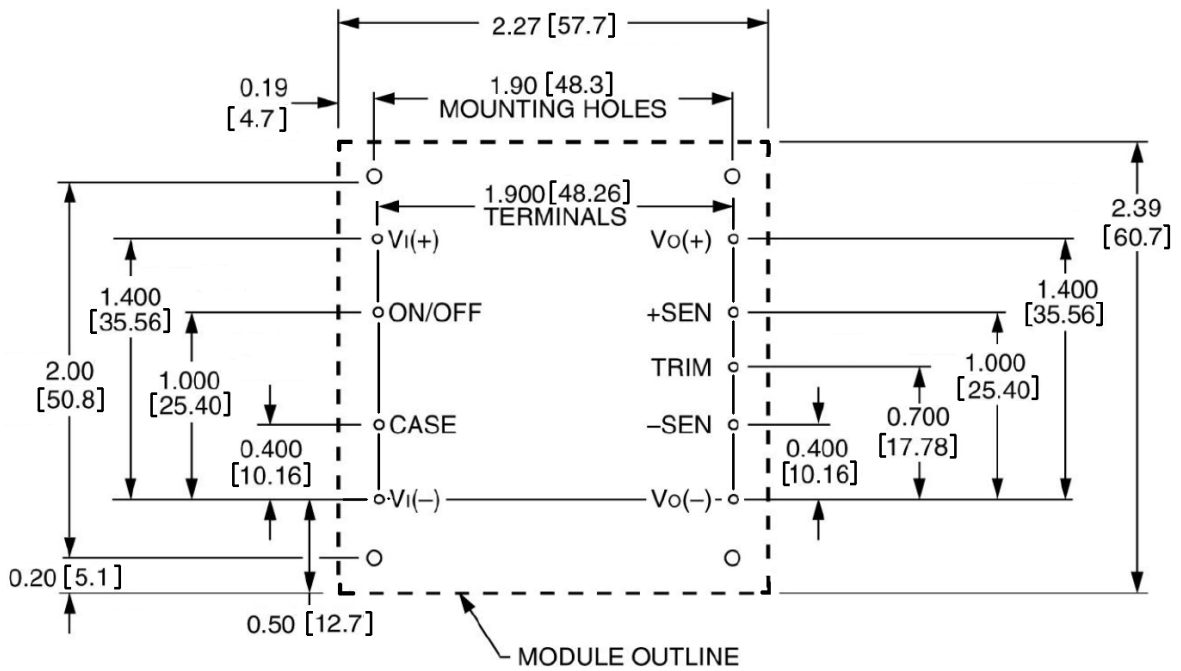 2.27 [57.7]
0.19
[4.7]
1.90 [48.3]
MOUNTING HOLES
1.900 [48.26]
TERMINALS
2.39
[60.7]
VI(+)
VO(+)
1.400
[35.56]
1.400
[35.56]
ON/OFF
+SEN
2.00
[50.8]
1.000
[25.40]
TRIM
1.000
[25.40]
CASE
–SEN
0.700
[17.78]
0.400
[10.16]
0.400
[10.16]
VI(–)
VO(–)
0.20 [5.1]
0.50 [12.7]
MODULE OUTLINE